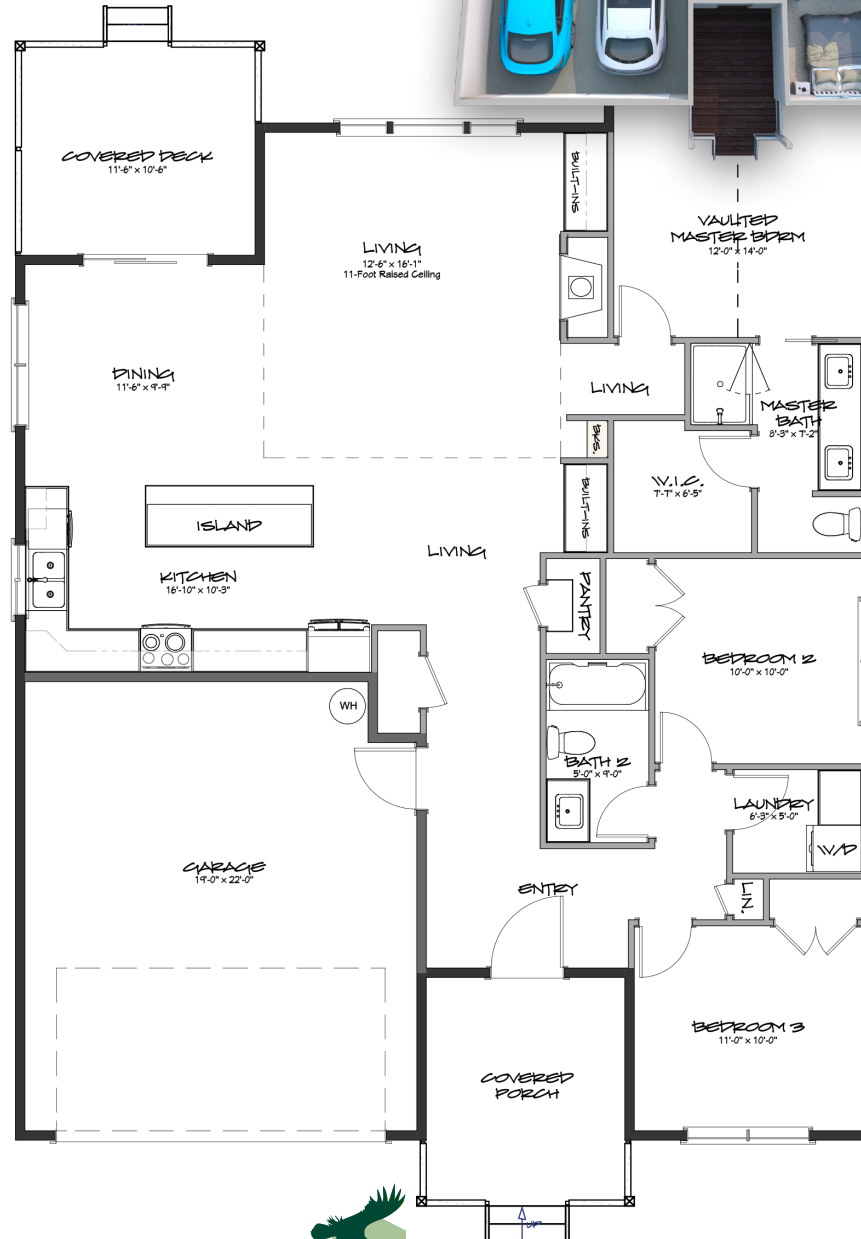 COVERED DECK
11'-6" x 10'-6"
BUILT-INS
VAULTED
MASTER BDRM
12'-0" x 14'-0"
LIVING
12'-6" x 16'-1"
11-Foot Raised Ceiling
DINING
11'-6" x 9'-9"
LIVING
MASTER
BATH
8'-3" x 7'-2"
BKS.
W.I.C.
7'-7" x 6'-5"
BUILT-INS
ISLAND
LIVING
KITCHEN
16'-10" x 10'-3"
PANTRY
BEDROOM 2
10'-0" x 10'-0"
WH
BATH 2
5'-0" x 9'-0"
LAUNDRY
6'-3" x 5'-0"
W/D
GARAGE
19'-0" x 22'-0"
ENTRY
LIN.
BEDROOM 3
11'-0" x 10'-0"
COVERED
PORCH
UP